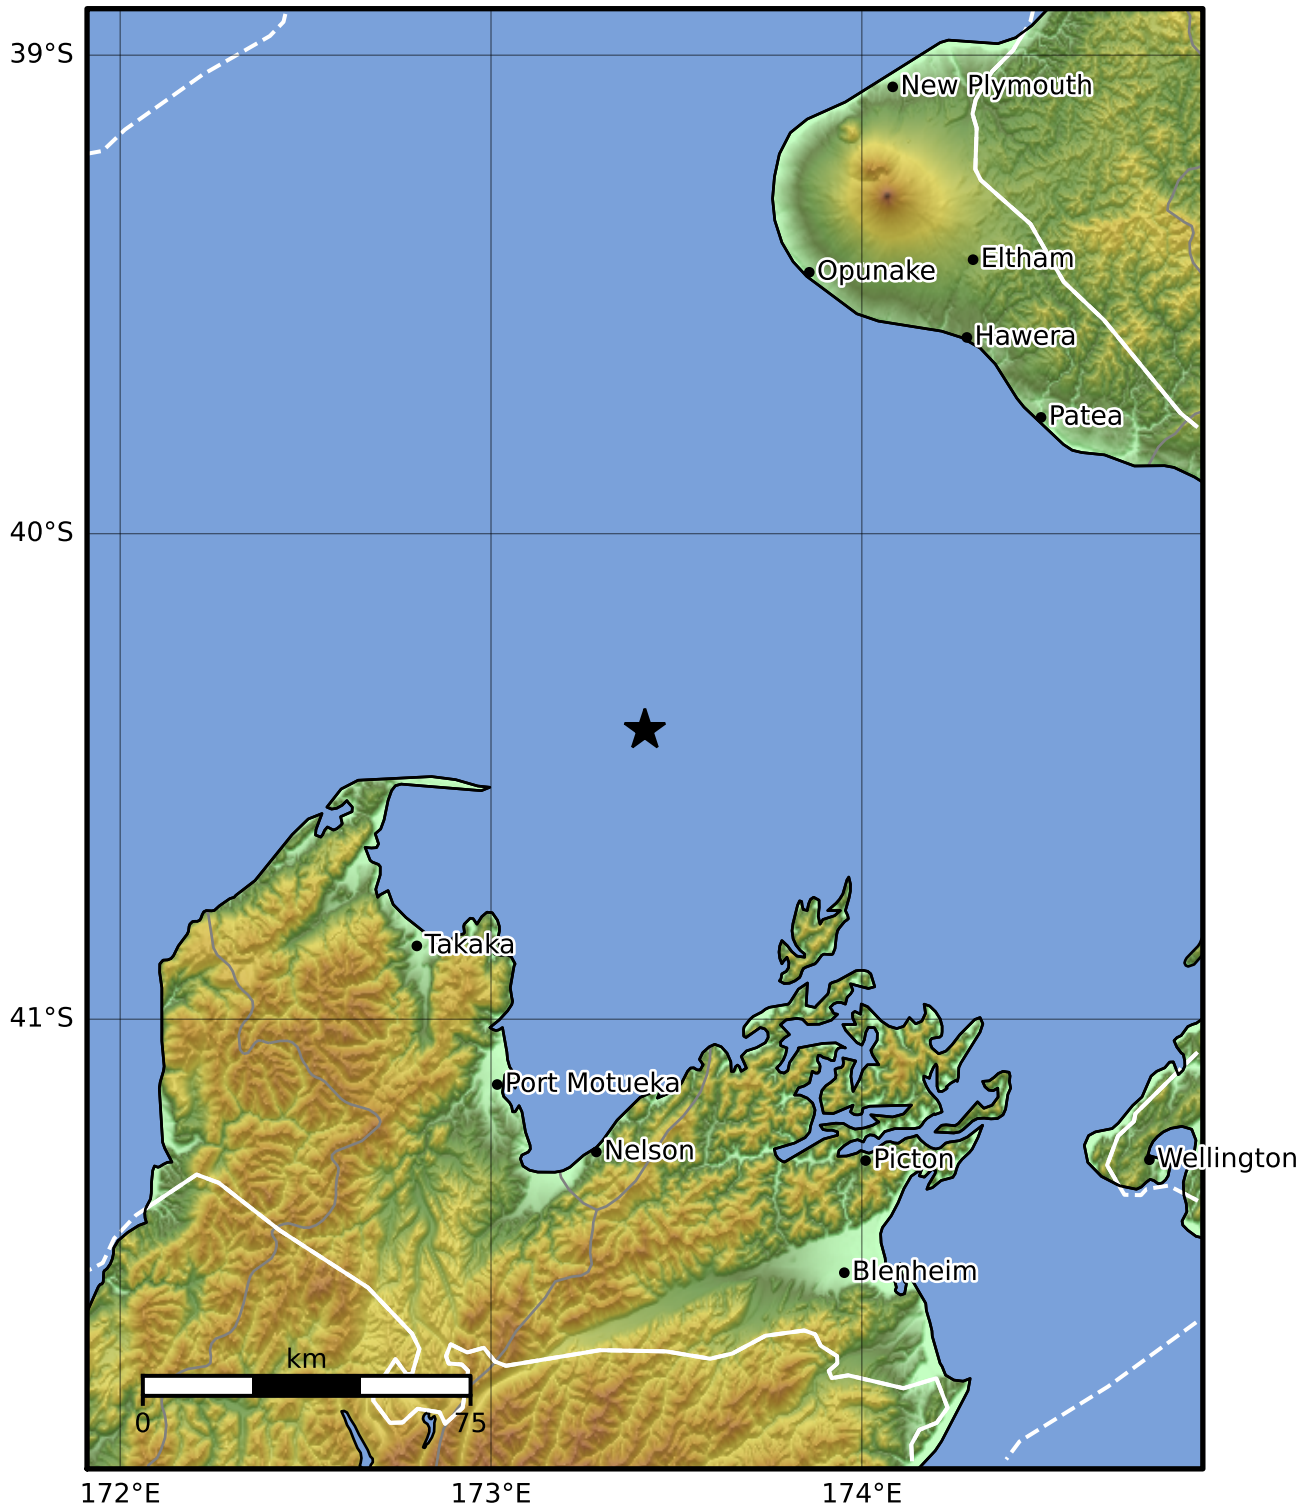 39°S
New Plymouth
Eltham
Opunake
Hawera
Patea
40°S
Takaka
41°S
Port Motueka
Nelson
Picton
Wellington
Blenheim
km
0
75
172°E
173°E
174°E